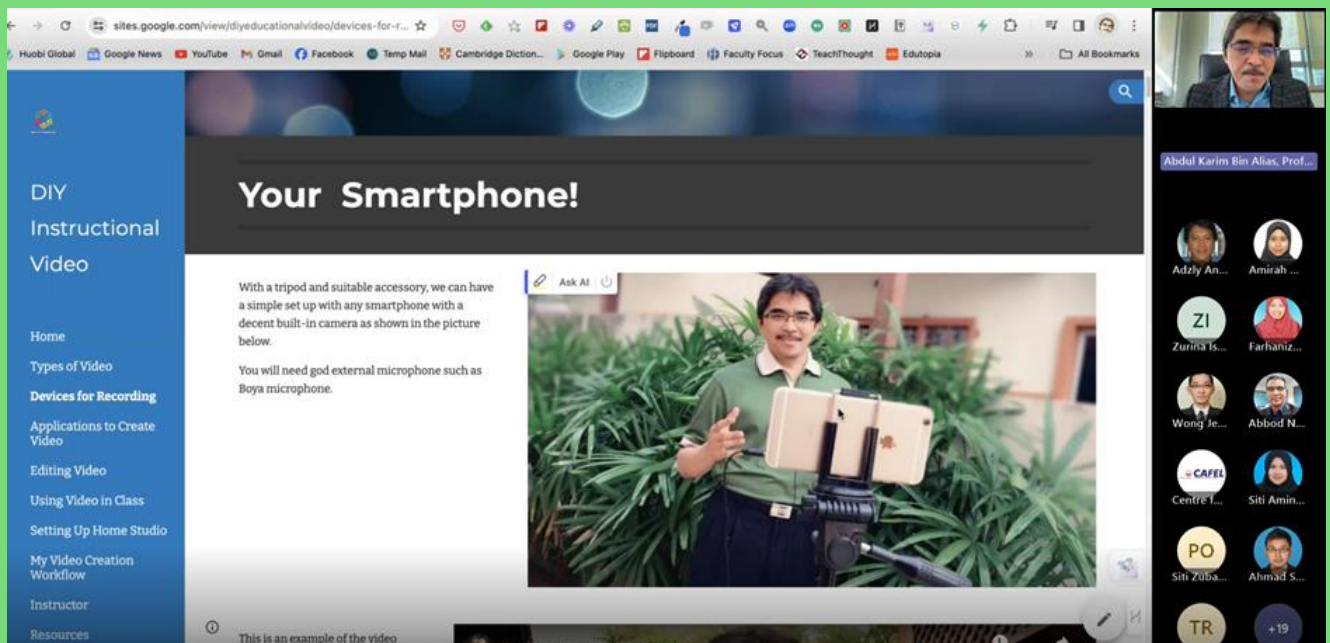 sites.google.com/view/diyeducationalvideo/devices-for-r...
Huobi Global Google News YouTube Gmail Facebook Temp Mail Cambridge Diction... Google Play Flipboard Faculty Focus TeachThought Edutopia » All Bookmarks
DIY
Instructional
Video
Home
Types of Video
Devices for Recording
Applications to Create
Video
Editing Video
Using Video in Class
Setting Up Home Studio
My Video Creation
Workflow
Instructor
Resources
Your Smartphone!
With a tripod and suitable accessory, we can have
a simple set up with any smartphone with a
decent built-in camera as shown in the picture
below.
You will need god external microphone such as
Boya microphone.
Ask AI
This is an example of the video
Abdul Karim Bin Alias, Prof...
Adzly An... Amirah ...
ZI
Zurina Is... Farhaniz...
Wong Je... Abbod N...
CAFEL
Centre f... Siti Amin...
PO
Siti Zuba... Ahmad S...
TR +19